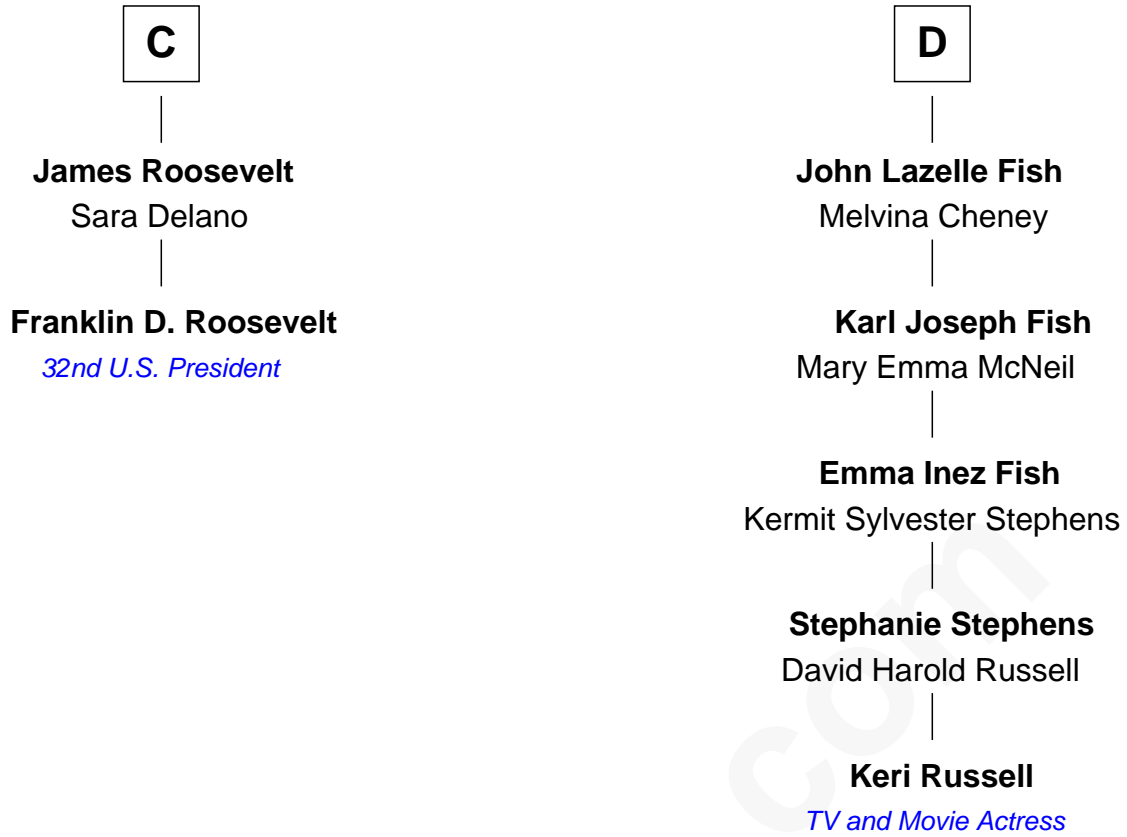 C
James Roosevelt
Sara Delano
Franklin D. Roosevelt
32nd U.S. President
D
John Lazelle Fish
Melvina Cheney
Karl Joseph Fish
Mary Emma McNeil
Emma Inez Fish
Kermit Sylvester Stephens
Stephanie Stephens
David Harold Russell
Keri Russell
TV and Movie Actress
com